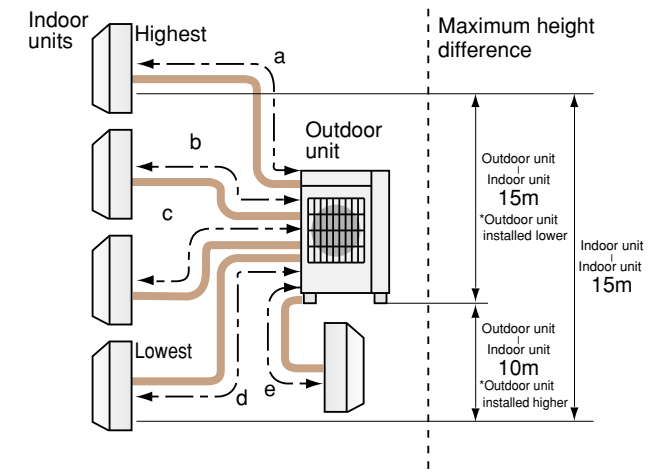 Indoor
units
Highest
a
b
c
Outdoor
unit
Lowest
d
e
Maximum height
difference
Outdoor unit
Indoor unit
15m
*Outdoor unit
installed lower
Indoor unit
Indoor unit
15m
Outdoor unit
Indoor unit
10m
*Outdoor unit
installed higher